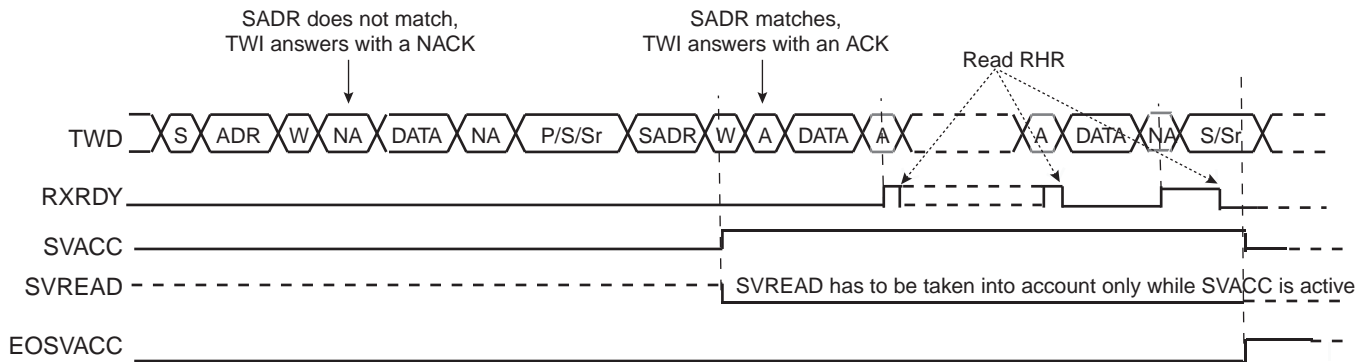 SADR does not match,
TWI answers with a NACK
SADR matches,
TWI answers with an ACK
Read RHR
TWD S ADR W NA DATA NA P/S/Sr SADR W A DATA A A DATA NA S/Sr
RXRDY
SVACC
SVREAD SVREAD has to be taken into account only while SVACC is active
EOSVACC